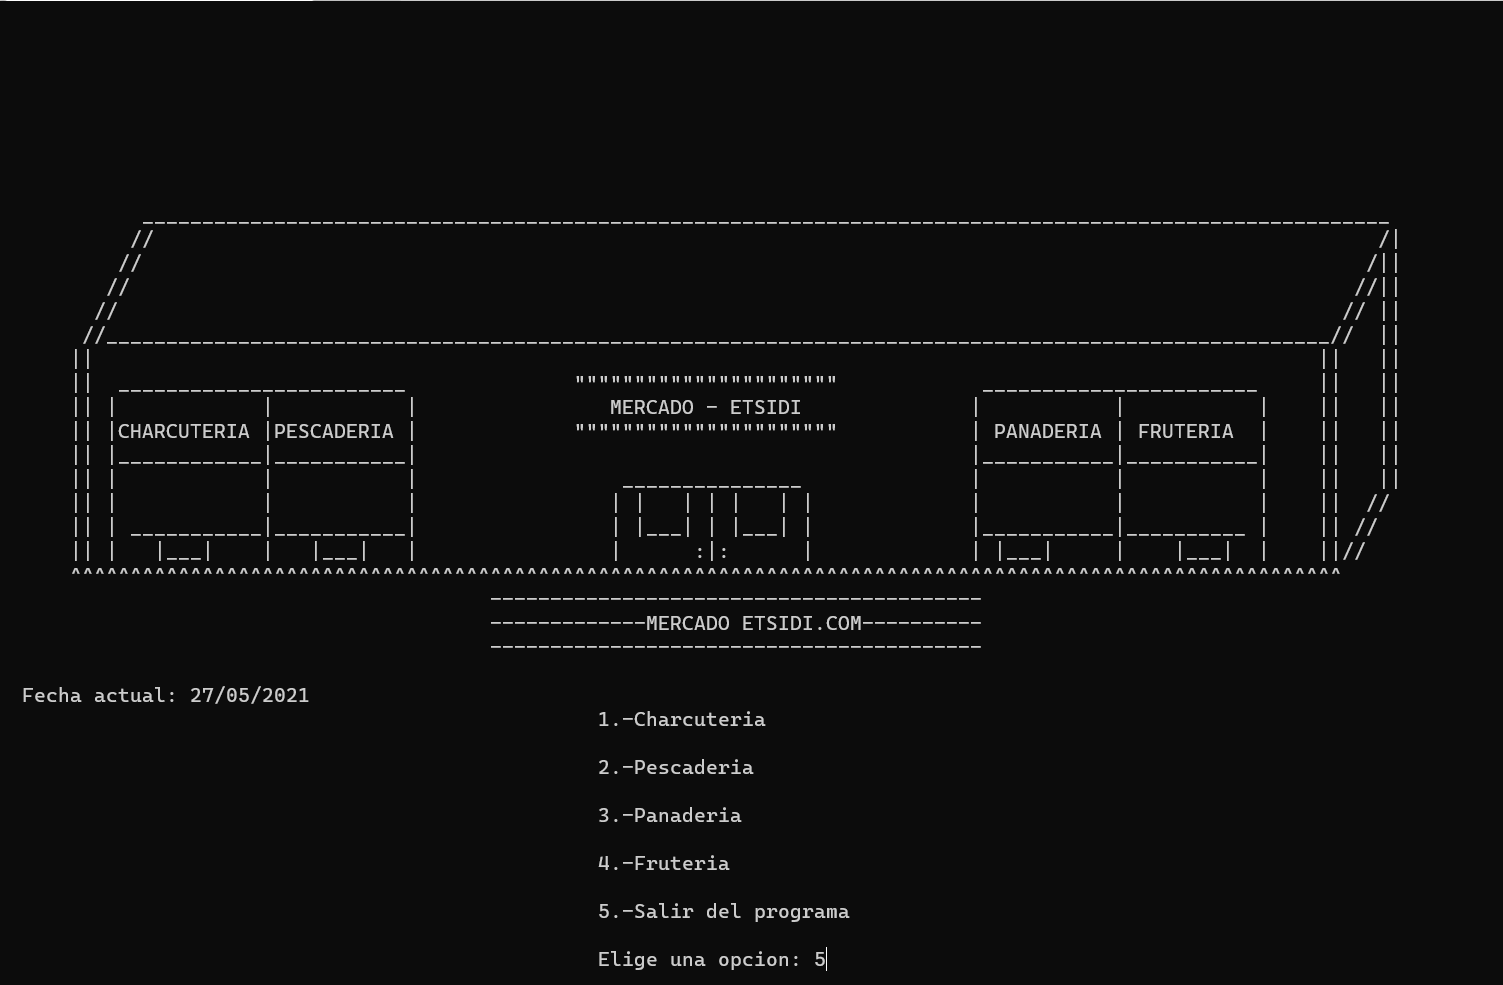 MERCADO - ETSIDI
CHARCUTERIA PESCADERIA PANADERIA FRUTERIA
-------------MERCADO ETSIDI.COM----------
Fecha actual: 27/05/2021
1.-Charcuteria
2.-Pescaderia
3.-Panaderia
4.-Fruteria
5.-Salir del programa
Elige una opcion: 5